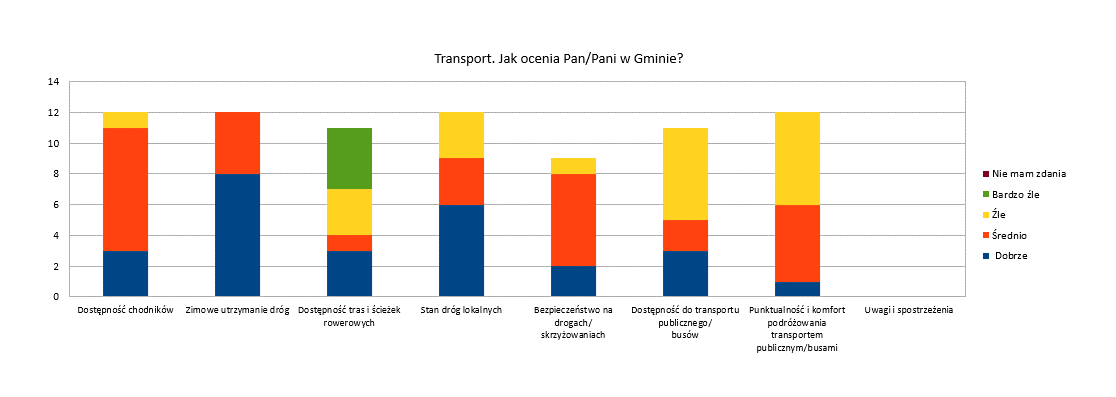 Transport. Jak ocenia Pan/Pani w Gminie?
14
12
10
8
6
4
2
0
Dostępność chodników
Zimowe utrzymanie dróg
Dostępność tras i ścieżek
rowerowych
Stan dróg lokalnych
Bezpieczeństwo na
drogach/
skrzyżowaniach
Dostępność do transportu
publicznego/
busów
Punktualność i komfort
podróżowania
transportem
publicznym/busami
Uwagi i spostrzeżenia
Nie mam zdania
Bardzo źle
Źle
Średnio
Dobrze